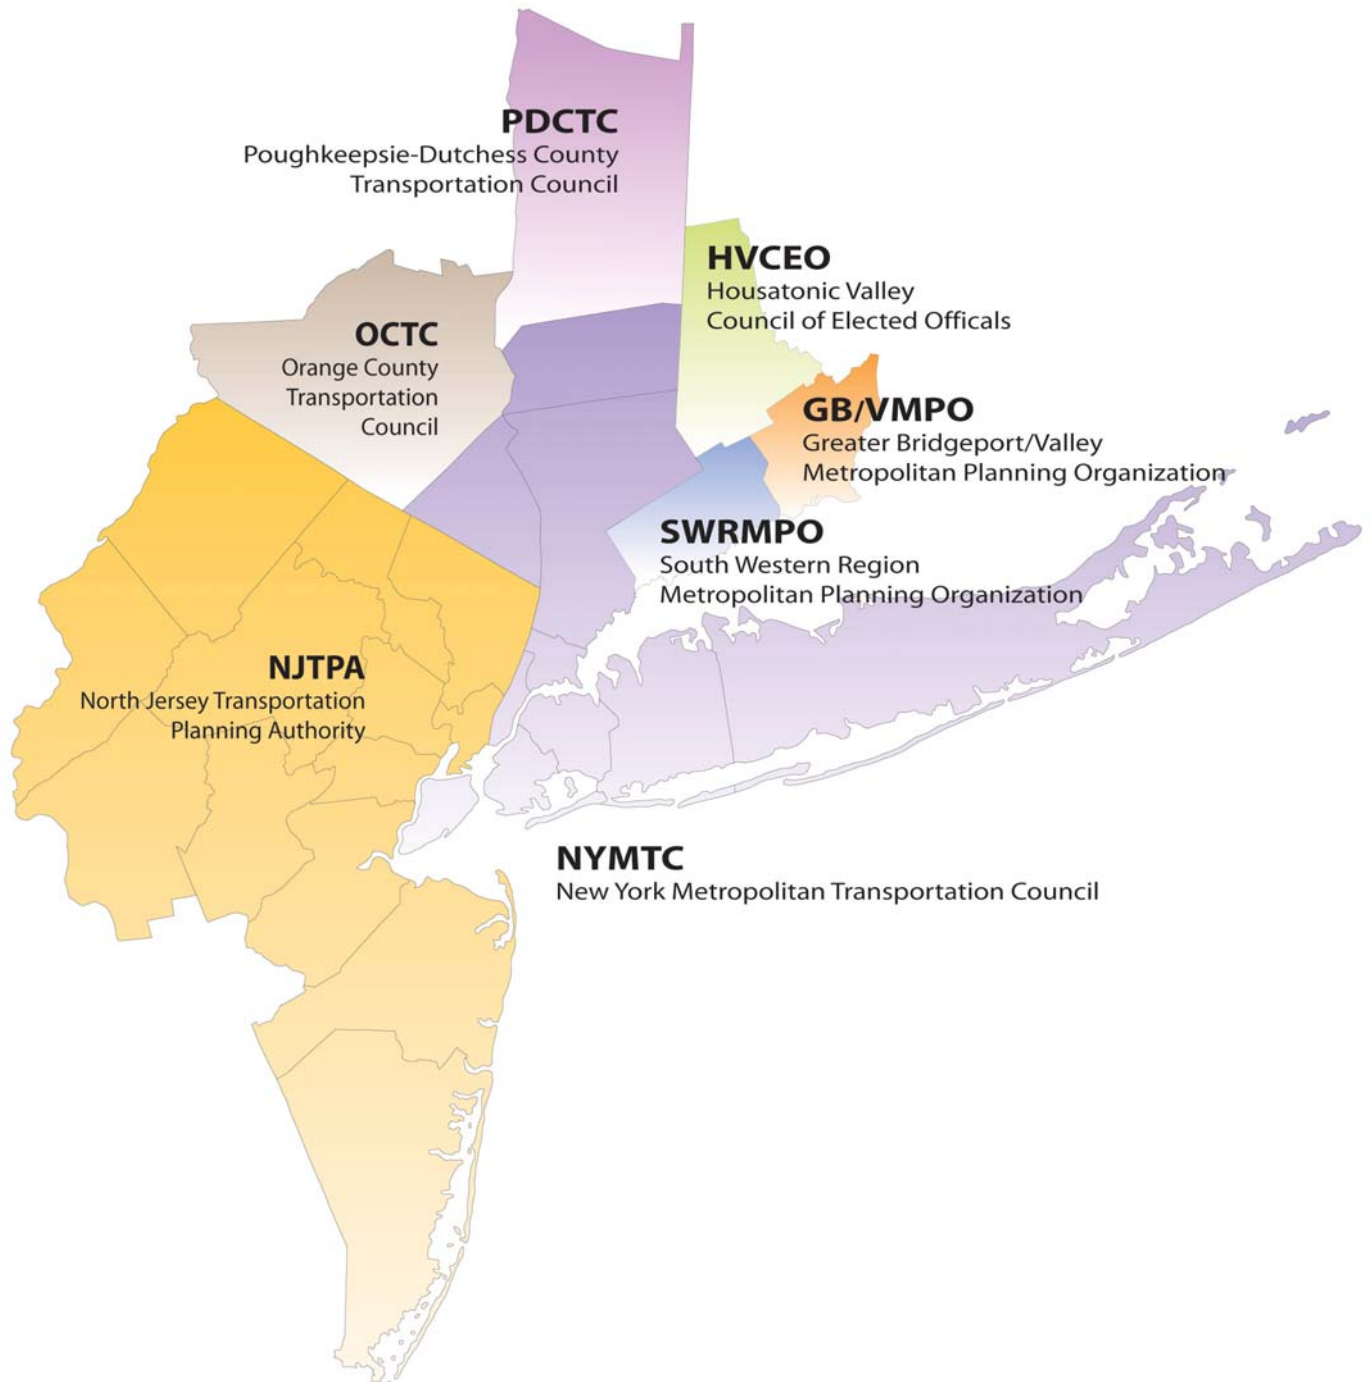 PDCTC
Poughkeepsie-Dutchess County
Transportation Council
HVCEO
Housatonic Valley
Council of Elected Officals
OCTC
Orange County
Transportation
Council
GB/VMPO
Greater Bridgeport/Valley
Metropolitan Planning Organization
SWRMPO
South Western Region
Metropolitan Planning Organization
NJTPA
North Jersey Transportation
Planning Authority
NYMTC
New York Metropolitan Transportation Council